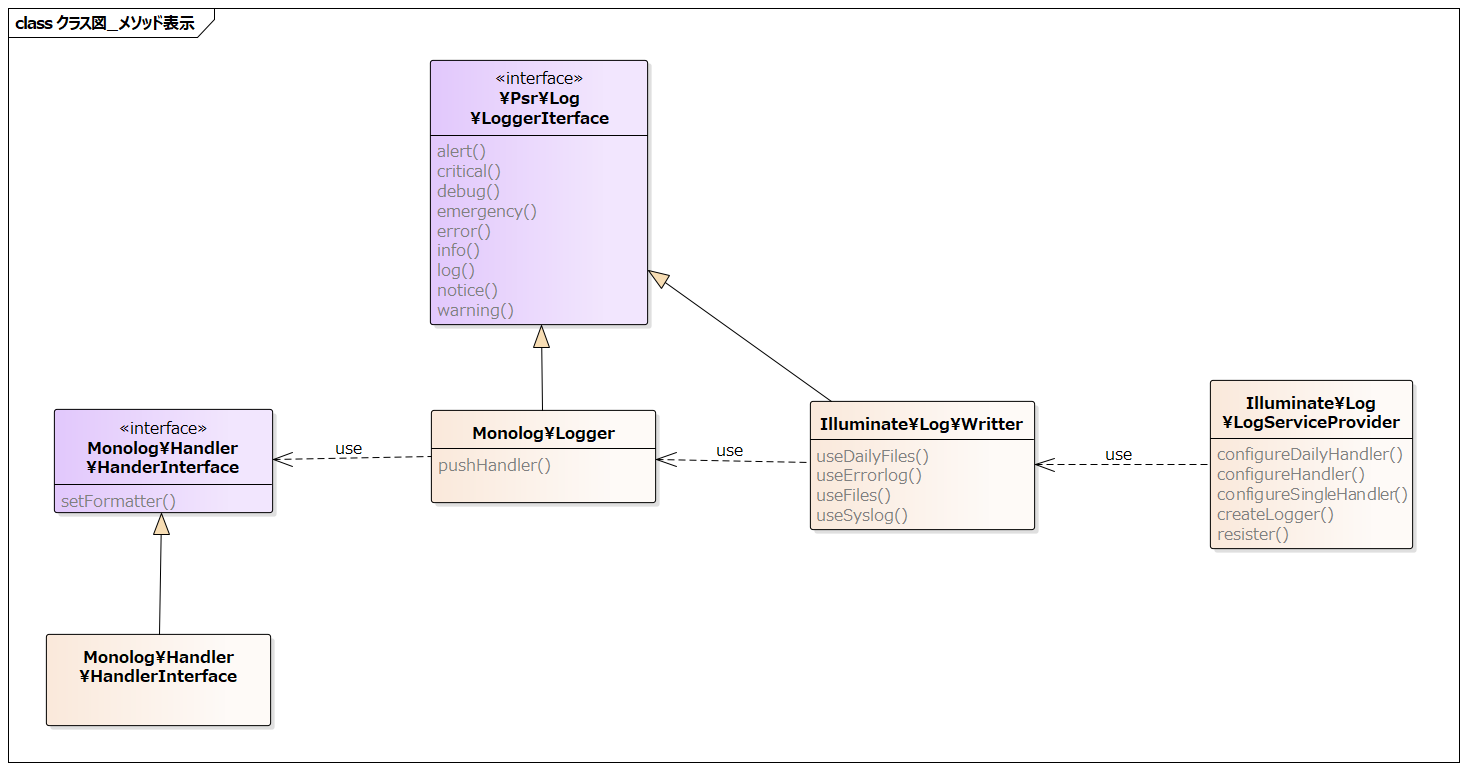 class クラス図_メソッド表示
«interface»
¥Psr¥Log
¥LoggerIterface
alert()
critical()
debug()
emergency()
error()
info()
log()
notice()
warning()
«interface»
Monolog¥Handler
¥HanderInterface
setFormatter()
use
Monolog¥Logger
pushHandler()
use
Illuminate¥Log¥Writter
useDailyFiles()
useErrorlog()
useFiles()
useSyslog()
use
Illuminate¥Log
¥LogServiceProvider
configureDailyHandler()
configureHandler()
configureSingleHandler()
createLogger()
resister()
Monolog¥Handler
¥HandlerInterface